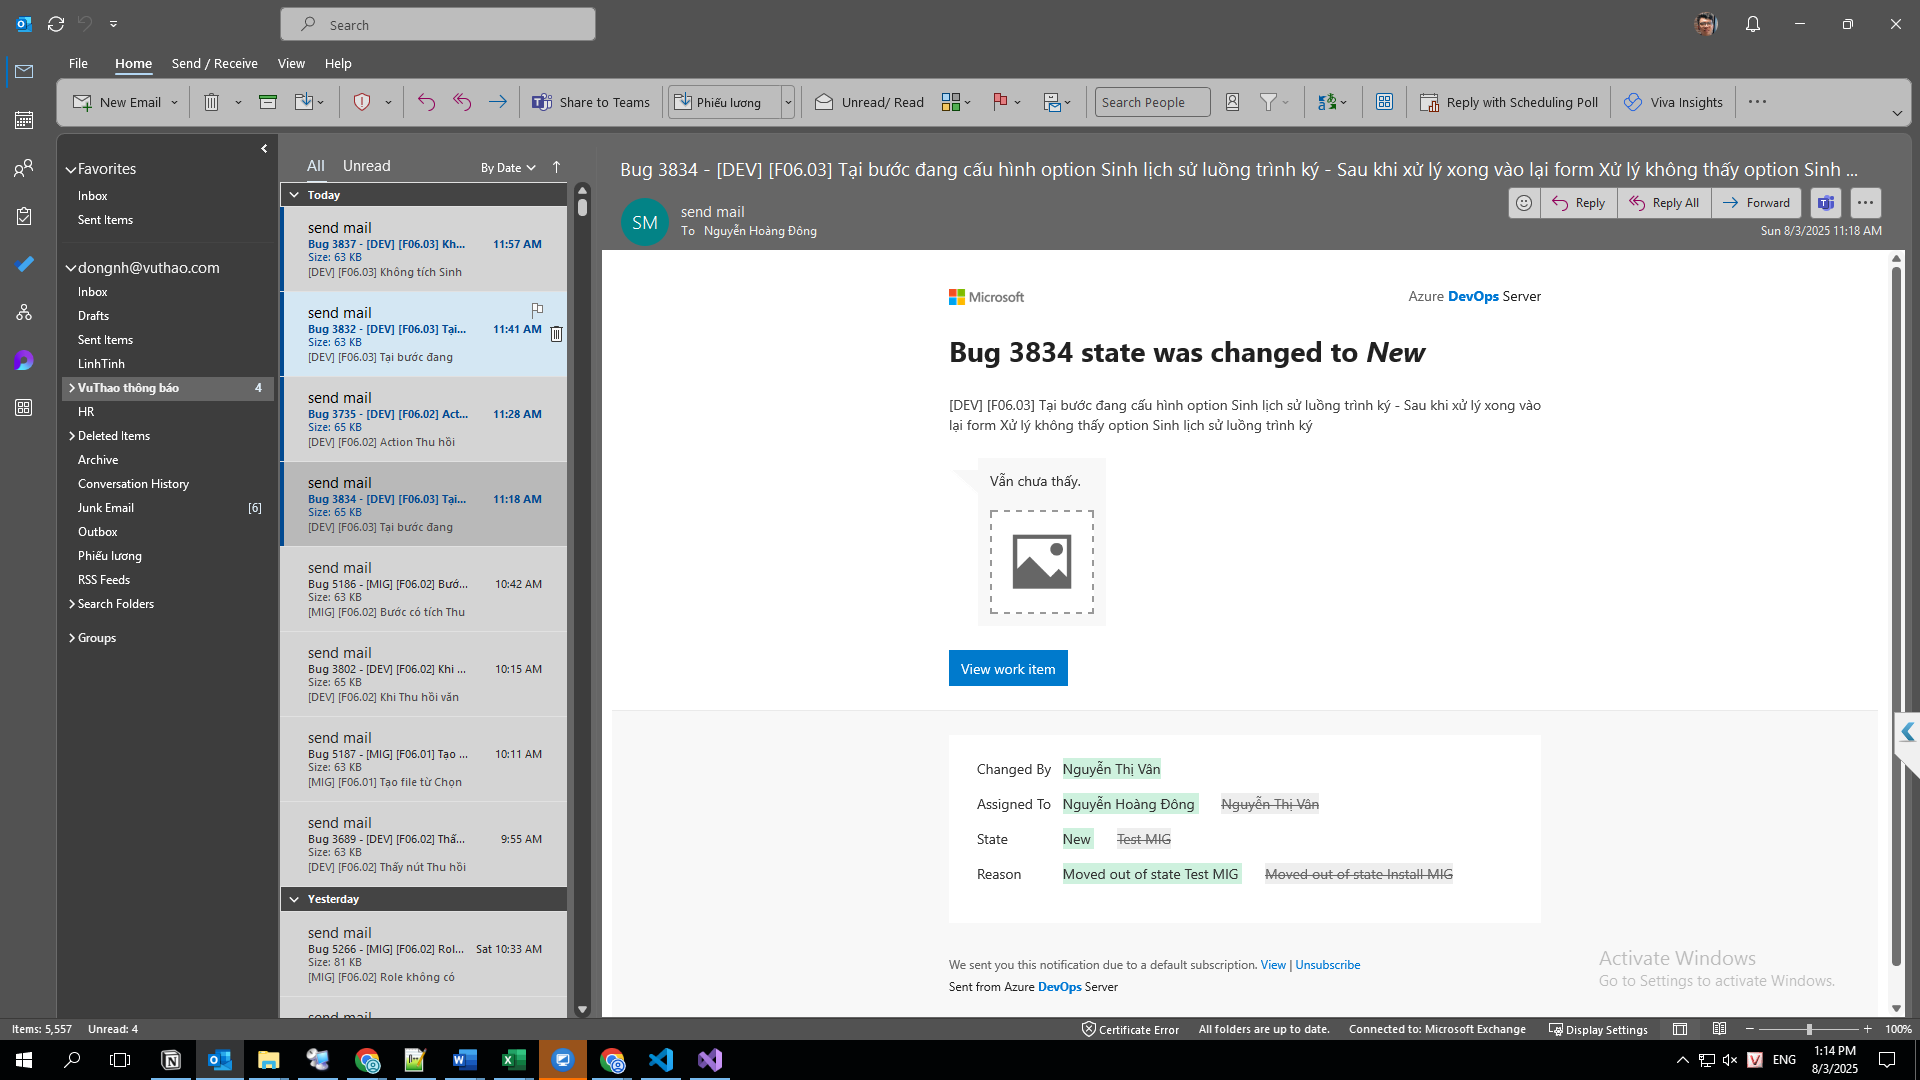 Search
File Home Send / Receive View Help
New Email Share to Teams Phiếu lương Unread/ Read Search People Reply with Scheduling Poll Viva Insights
Favorites
Inbox
Sent Items
dongnh@vuthao.com
Inbox
Drafts
Sent Items
LinhTinh
VuThao thông báo 4
HR
Deleted Items
Archive
Conversation History
Junk Email [6]
Outbox
Phiếu lương
RSS Feeds
Search Folders
Groups
All Unread By Date
Today
send mail
Bug 3837 - [DEV] [F06.03] Kh... 11:57 AM
Size: 63 KB
[DEV] [F06.03] Không tích Sinh
send mail
Bug 3832 - [DEV] [F06.03] Tại... 11:41 AM
Size: 63 KB
[DEV] [F06.03] Tại bước đang
send mail
Bug 3735 - [DEV] [F06.02] Act... 11:28 AM
Size: 65 KB
[DEV] [F06.02] Action Thu hồi
send mail
Bug 3834 - [DEV] [F06.03] Tại... 11:18 AM
Size: 65 KB
[DEV] [F06.03] Tại bước đang
send mail
Bug 5186 - [MIG] [F06.02] Bướ... 10:42 AM
Size: 63 KB
[MIG] [F06.02] Bước có tích Thu
send mail
Bug 3802 - [DEV] [F06.02] Khi ... 10:15 AM
Size: 65 KB
[DEV] [F06.02] Khi Thu hồi văn
send mail
Bug 5187 - [MIG] [F06.01] Tạo ... 10:11 AM
Size: 63 KB
[MIG] [F06.01] Tạo file từ Chọn
send mail
Bug 3689 - [DEV] [F06.02] Thấ... 9:55 AM
Size: 63 KB
[DEV] [F06.02] Thấy nút Thu hồi
Yesterday
send mail
Bug 5266 - [MIG] [F06.02] Rol... Sat 10:33 AM
Size: 81 KB
[MIG] [F06.02] Role không có
send mail
Bug 3834 - [DEV] [F06.03] Tại bước đang cấu hình option Sinh lịch sử luồng trình ký - Sau khi xử lý xong vào lại form Xử lý không thấy option Sinh ...
SM
send mail
To Nguyễn Hoàng Đông
Reply Reply All Forward
Sun 8/3/2025 11:18 AM
Microsoft
Azure DevOps Server
Bug 3834 state was changed to New
[DEV] [F06.03] Tại bước đang cấu hình option Sinh lịch sử luồng trình ký - Sau khi xử lý xong vào
lại form Xử lý không thấy option Sinh lịch sử luồng trình ký
Vẫn chưa thấy.
View work item
Changed By Nguyễn Thị Vân
Assigned To Nguyễn Hoàng Đông Nguyễn Thị Vân
State New Test MIG
Reason Moved out of state Test MIG Moved out of state Install MIG
We sent you this notification due to a default subscription. View | Unsubscribe
Sent from Azure DevOps Server
Activate Windows
Go to Settings to activate Windows.
Items: 5,557 Unread: 4 Certificate Error All folders are up to date. Connected to: Microsoft Exchange Display Settings 100%
V ENG 1:14 PM
8/3/2025